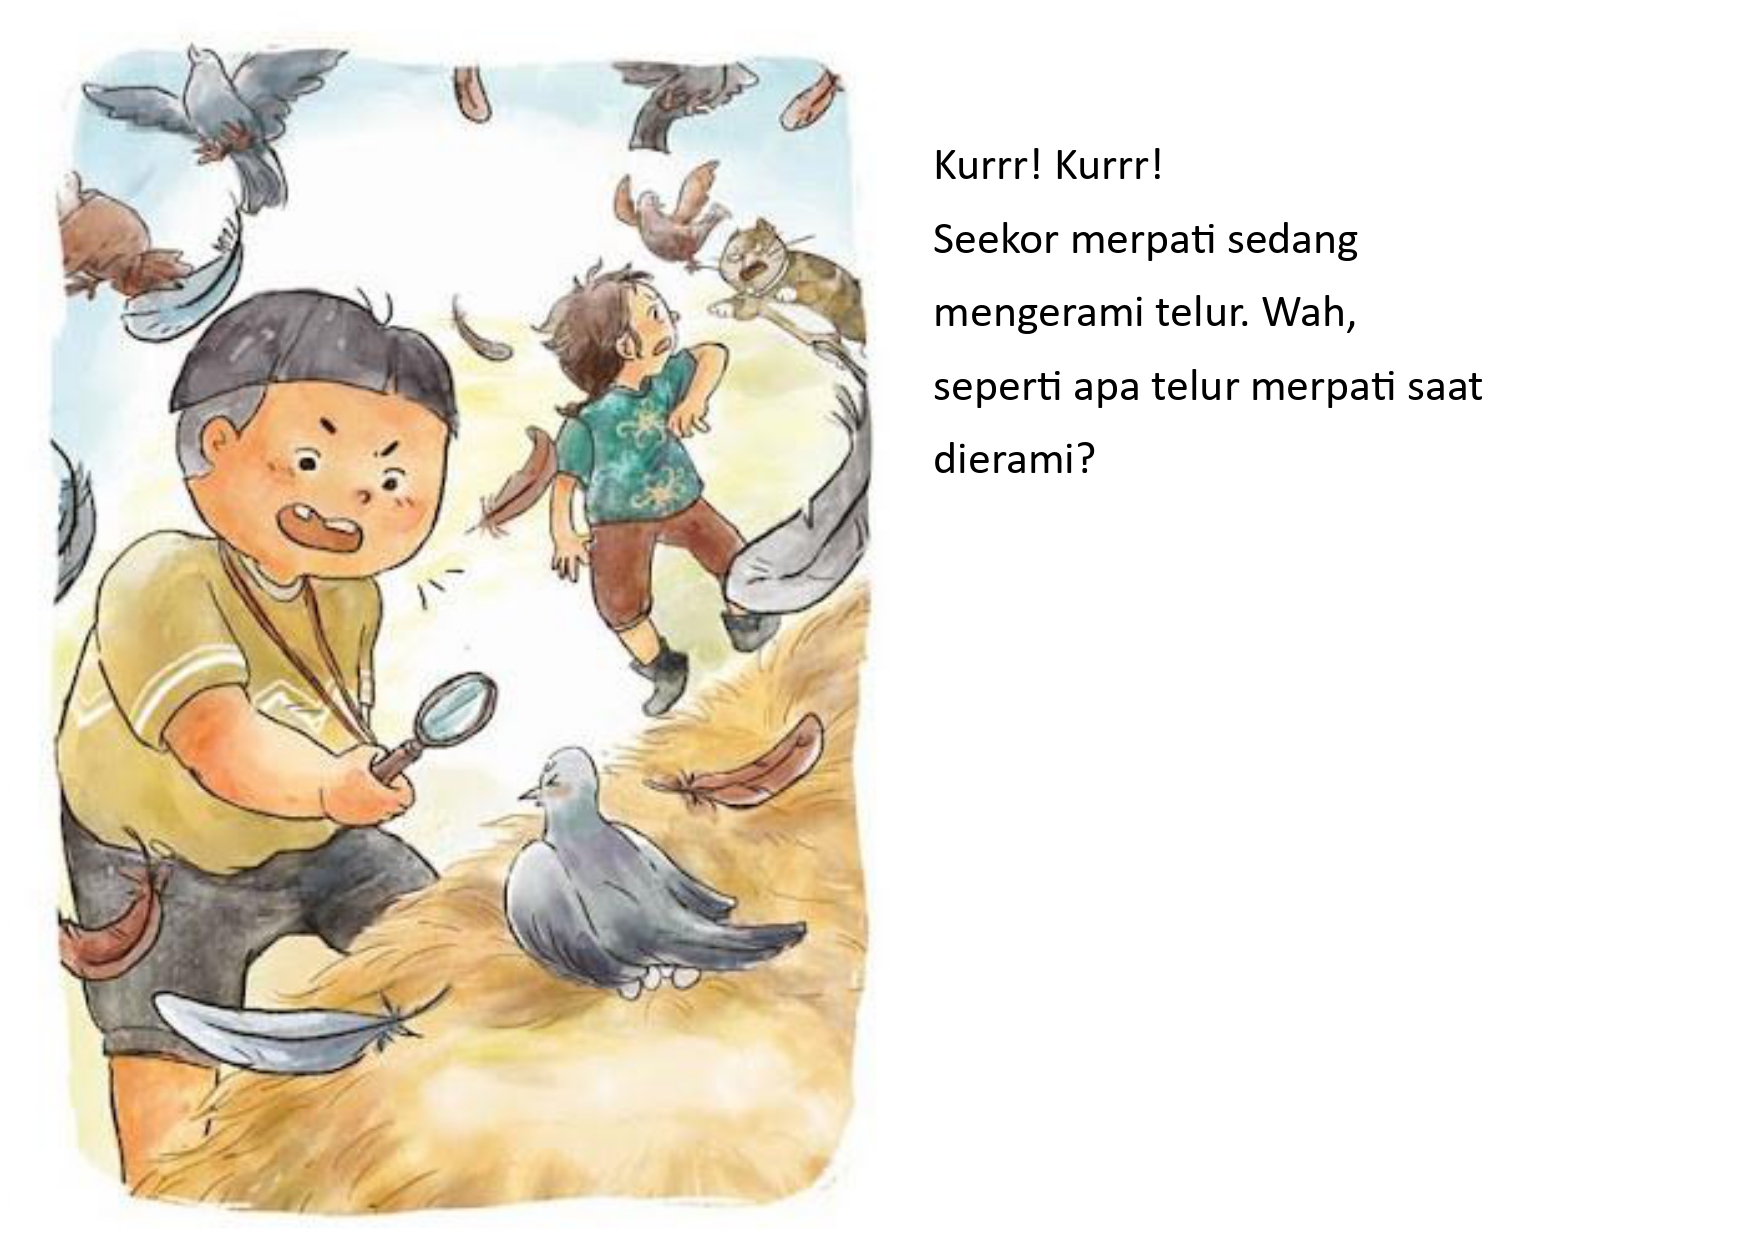 Kurrr! Kurrr!
Seekor merpati sedang
mengerami telur. Wah,
seperti apa telur merpati saat
dierami?